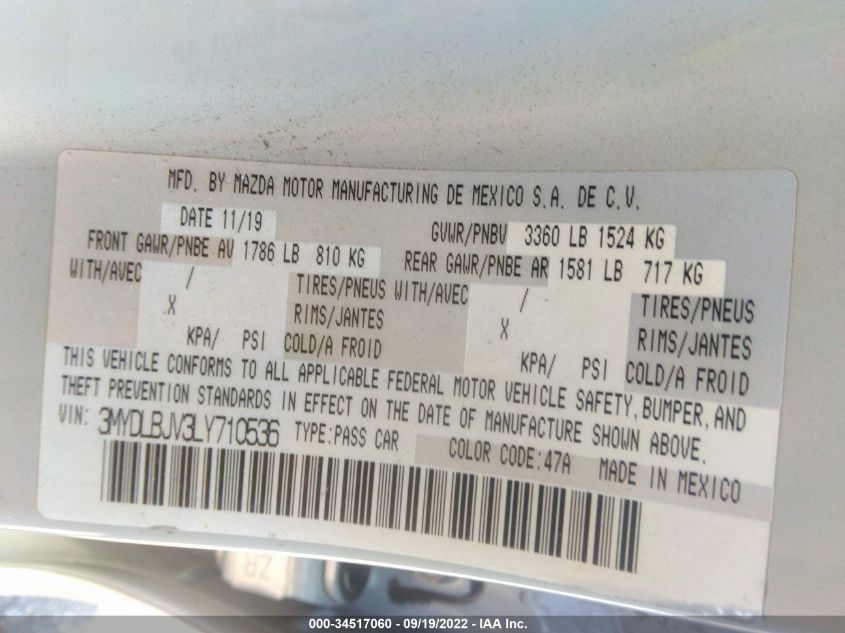 MFD. BY MAZDA MOTOR MANUFACTURING DE MEXICO S.A. DE C.V.
DATE 11/19 GVWR/PNBV 3360 LB 1524 KG
FRONT GAWR/PNBE AV 1786 LB 810 KG REAR GAWR/PNBE AR 1581 LB 717 KG
WITH/AVEC / TIRES/PNEUS WITH/AVEC / TIRES/PNEUS
X RIMS/JANTES X RIMS/JANTES
KPA/ PSI COLD/A FROID KPA/ PSI COLD/A FROID
THIS VEHICLE CONFORMS TO ALL APPLICABLE FEDERAL MOTOR VEHICLE SAFETY, BUMPER, AND
THEFT PREVENTION STANDARDS IN EFFECT ON THE DATE OF MANUFACTURE SHOWN ABOVE.
VIN: 3MYDLBJV3LY710536 TYPE:PASS CAR COLOR CODE:47A MADE IN MEXICO
ZR
000-34517060 - 09/19/2022 - IAA Inc.